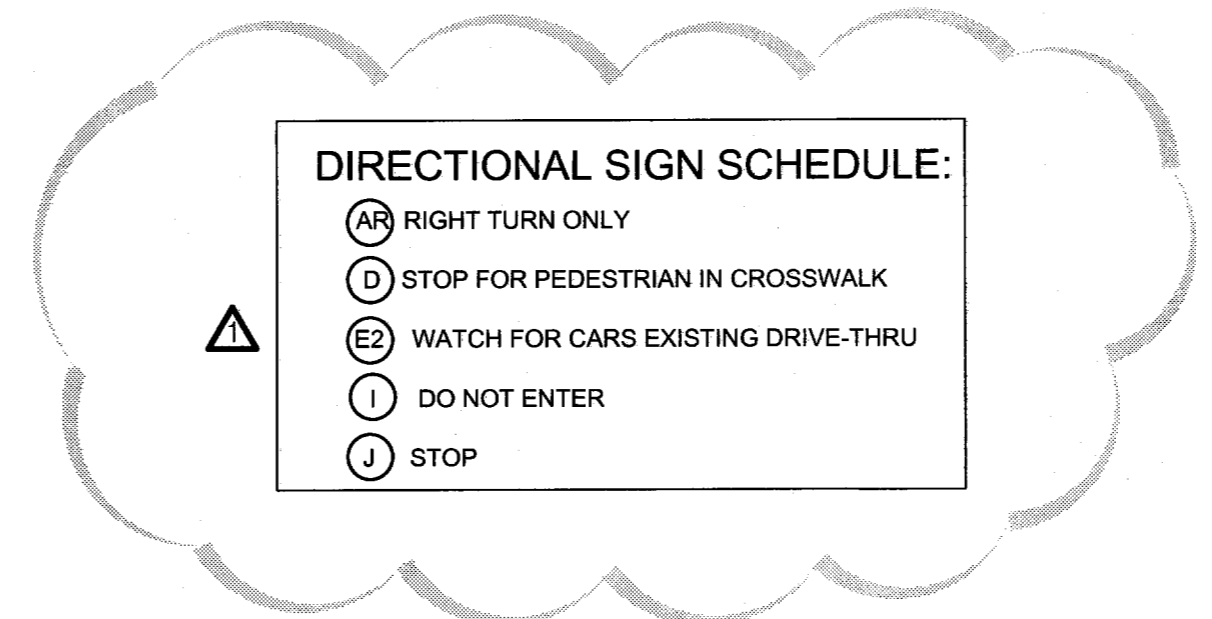 DIRECTIONAL SIGN SCHEDULE:
AR RIGHT TURN ONLY
D STOP FOR PEDESTRIAN IN CROSSWALK
1
E2 WATCH FOR CARS EXISTING DRIVE-THRU
I DO NOT ENTER
J STOP